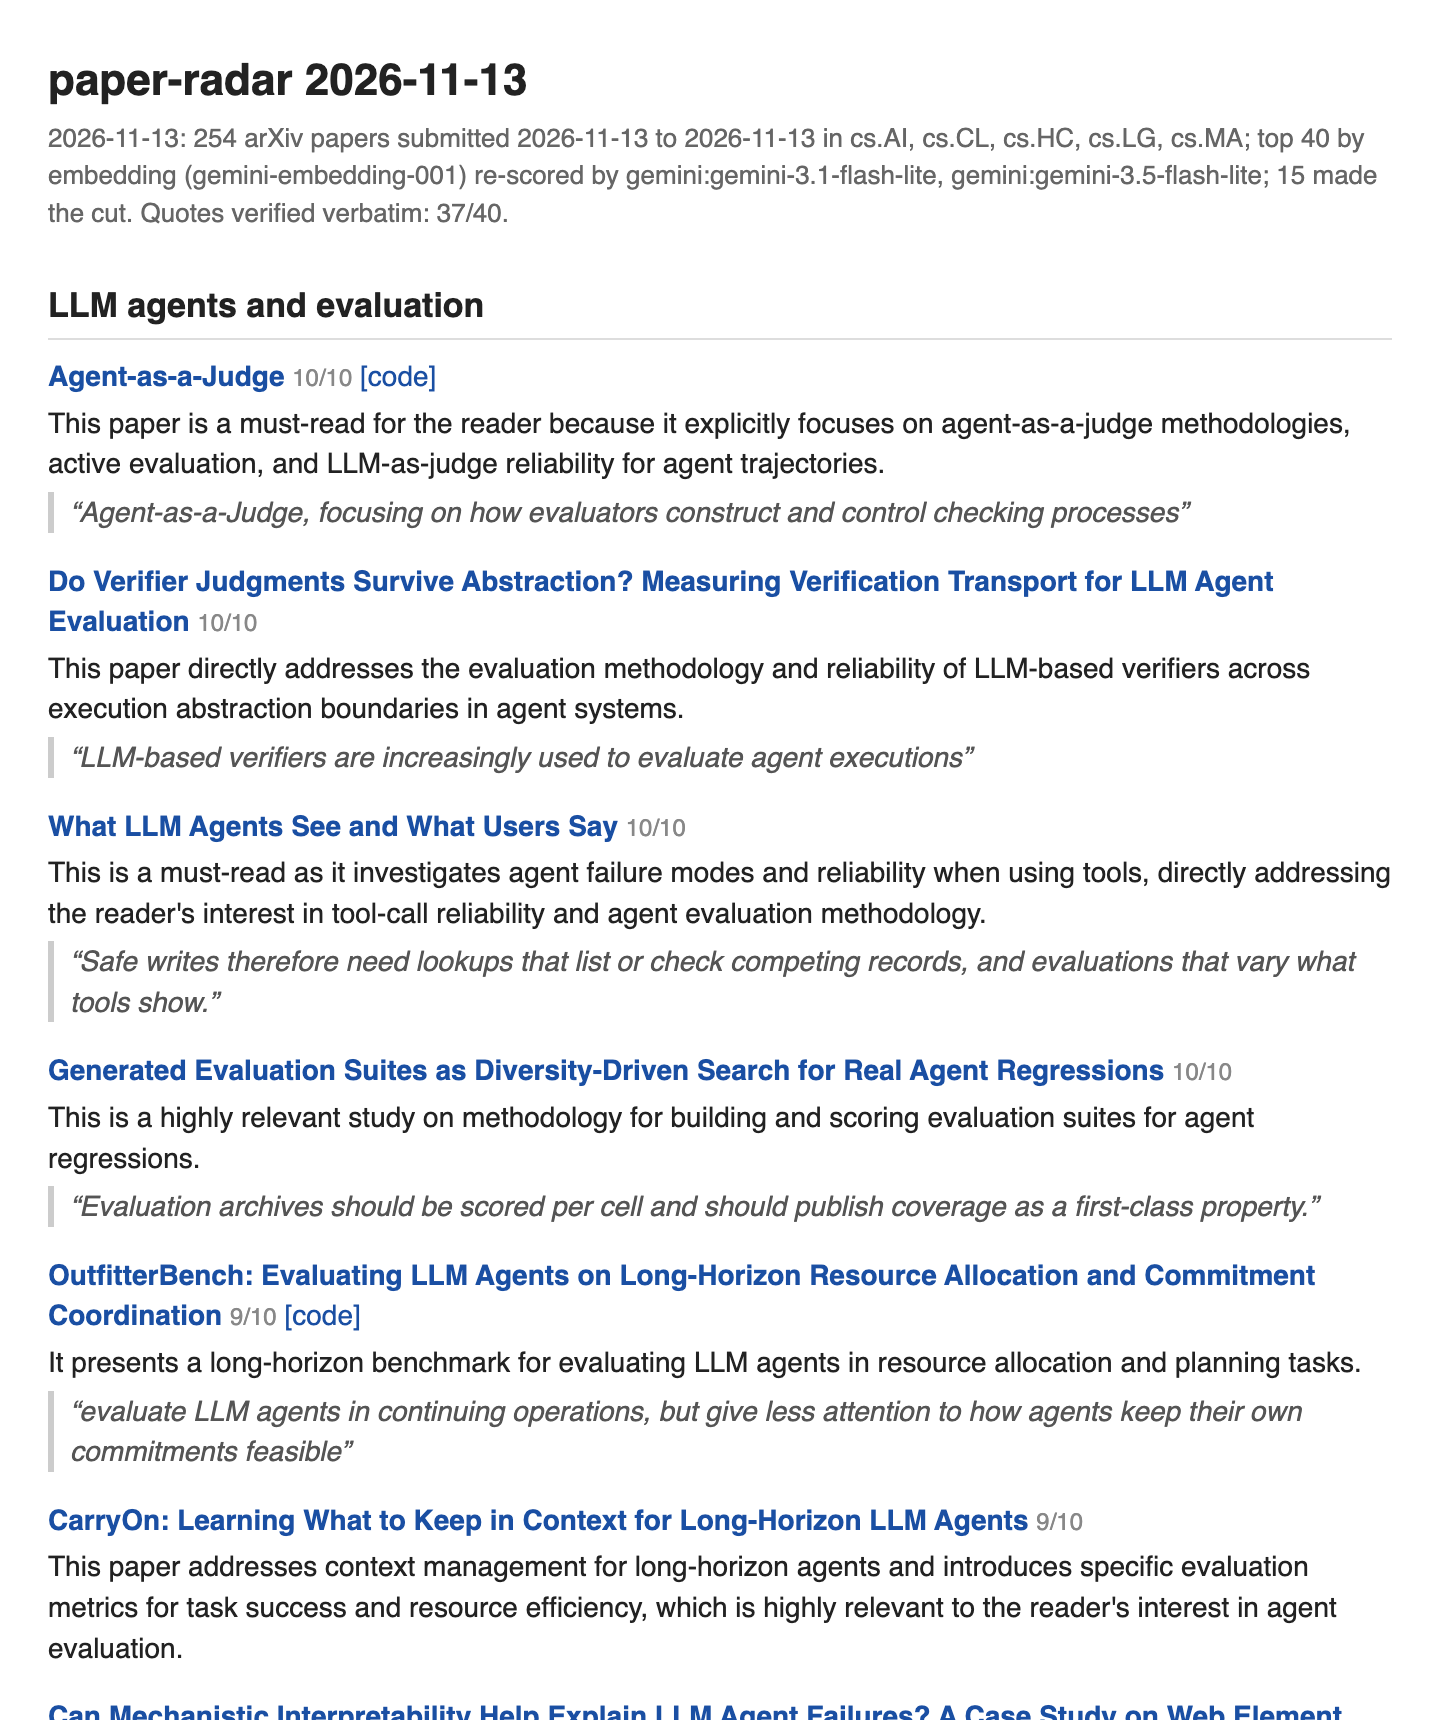 paper-radar 2026-11-13
2026-11-13: 254 arXiv papers submitted 2026-11-13 to 2026-11-13 in cs.AI, cs.CL, cs.HC, cs.LG, cs.MA; top 40 by
embedding (gemini-embedding-001) re-scored by gemini:gemini-3.1-flash-lite, gemini:gemini-3.5-flash-lite; 15 made
the cut. Quotes verified verbatim: 37/40.
LLM agents and evaluation
Agent-as-a-Judge 10/10 [code]
This paper is a must-read for the reader because it explicitly focuses on agent-as-a-judge methodologies,
active evaluation, and LLM-as-judge reliability for agent trajectories.
“Agent-as-a-Judge, focusing on how evaluators construct and control checking processes”
Do Verifier Judgments Survive Abstraction? Measuring Verification Transport for LLM Agent
Evaluation 10/10
This paper directly addresses the evaluation methodology and reliability of LLM-based verifiers across
execution abstraction boundaries in agent systems.
“LLM-based verifiers are increasingly used to evaluate agent executions”
What LLM Agents See and What Users Say 10/10
This is a must-read as it investigates agent failure modes and reliability when using tools, directly addressing
the reader's interest in tool-call reliability and agent evaluation methodology.
“Safe writes therefore need lookups that list or check competing records, and evaluations that vary what
tools show.”
Generated Evaluation Suites as Diversity-Driven Search for Real Agent Regressions 10/10
This is a highly relevant study on methodology for building and scoring evaluation suites for agent
regressions.
“Evaluation archives should be scored per cell and should publish coverage as a first-class property.”
OutfitterBench: Evaluating LLM Agents on Long-Horizon Resource Allocation and Commitment
Coordination 9/10 [code]
It presents a long-horizon benchmark for evaluating LLM agents in resource allocation and planning tasks.
“evaluate LLM agents in continuing operations, but give less attention to how agents keep their own
commitments feasible”
CarryOn: Learning What to Keep in Context for Long-Horizon LLM Agents 9/10
This paper addresses context management for long-horizon agents and introduces specific evaluation
metrics for task success and resource efficiency, which is highly relevant to the reader's interest in agent
evaluation.
Can Mechanistic Interpretability Help Explain LLM Agent Failures? A Case Study on Web Element